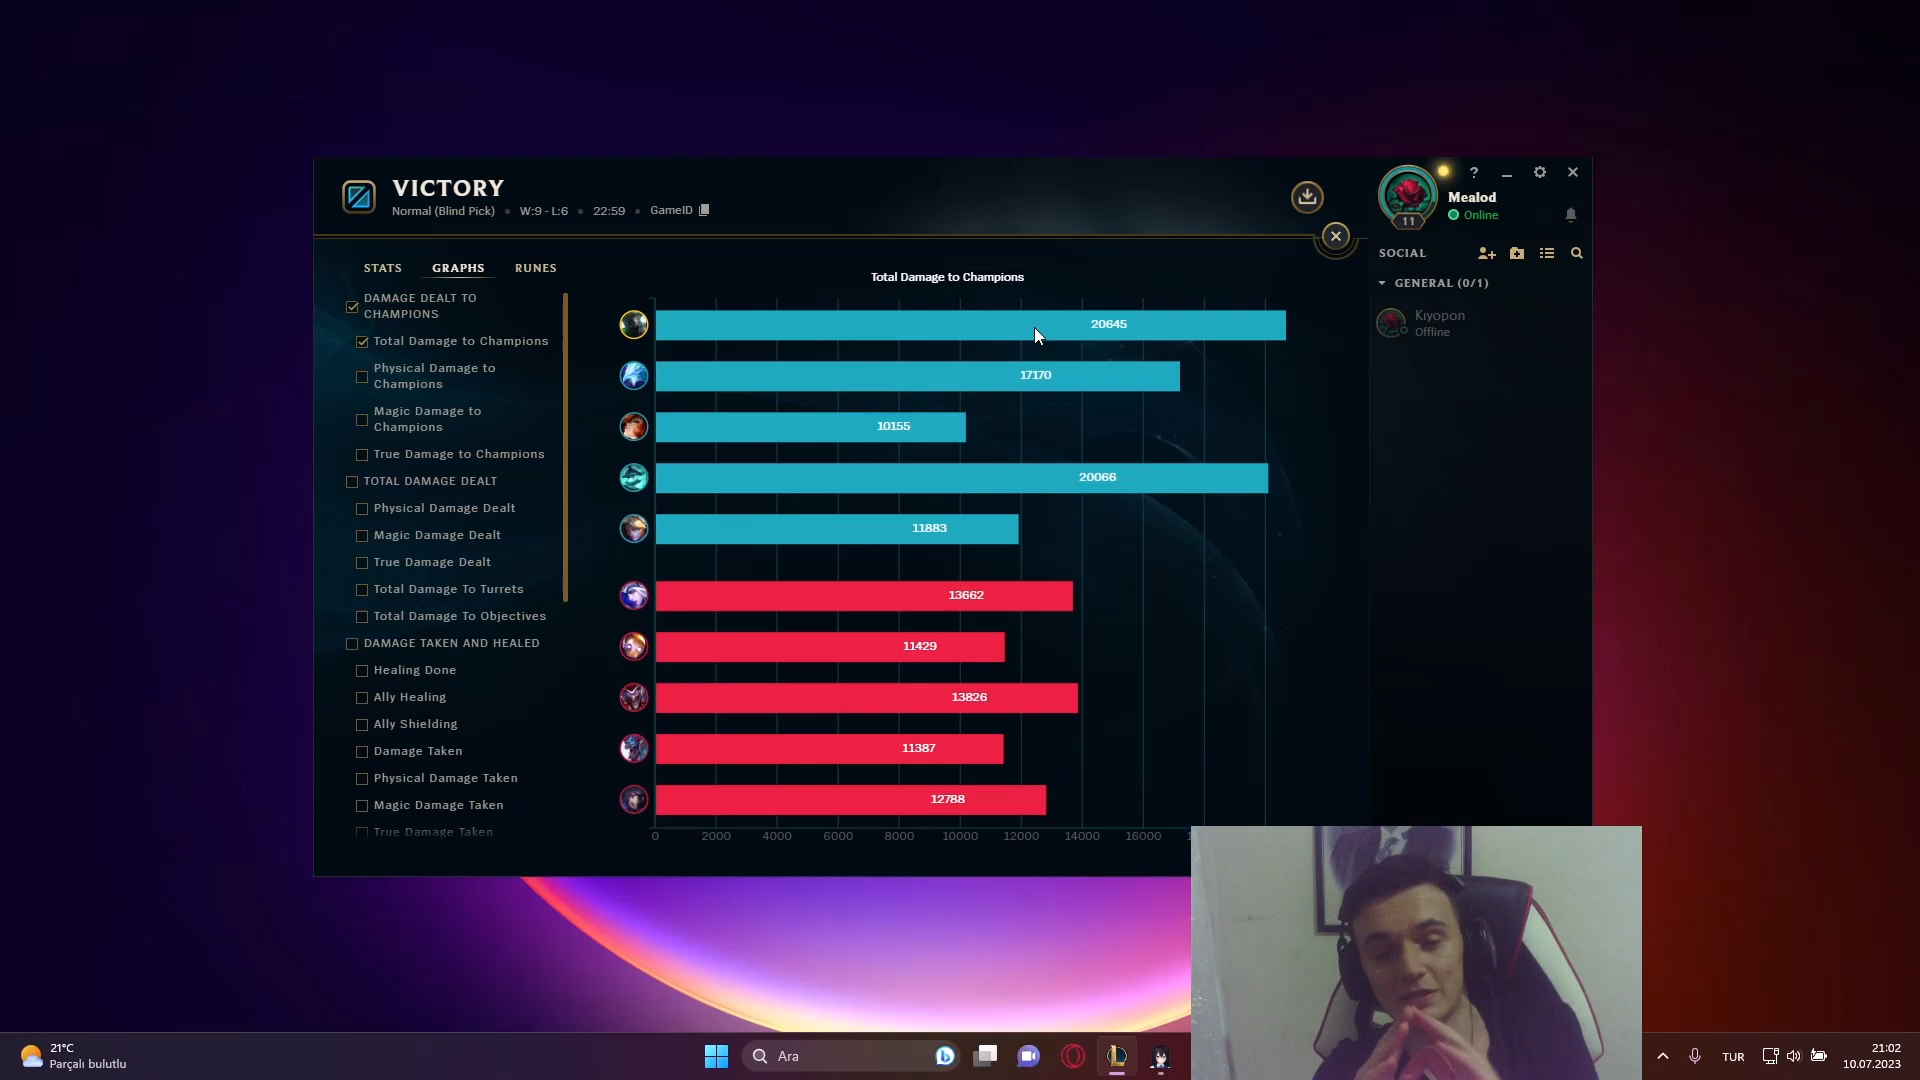 VICTORY
Normal (Blind Pick) • W:9 - L:6 • 22:59 • GameID
?
Mealod
Online
11
SOCIAL
GENERAL (0/1)
Kıyopon
Offline
STATS
GRAPHS
RUNES
DAMAGE DEALT TO
CHAMPIONS
Total Damage to Champions
Physical Damage to
Champions
Magic Damage to
Champions
True Damage to Champions
TOTAL DAMAGE DEALT
Physical Damage Dealt
Magic Damage Dealt
True Damage Dealt
Total Damage To Turrets
Total Damage To Objectives
DAMAGE TAKEN AND HEALED
Healing Done
Ally Healing
Ally Shielding
Damage Taken
Physical Damage Taken
Magic Damage Taken
True Damage Taken
Total Damage to Champions
20645
17170
10155
20066
11883
13662
11429
13826
11387
12788
0 2000 4000 6000 8000 10000 12000 14000 16000
21°C
Parçalı bulutlu
Ara
TUR
21:02
10.07.2023